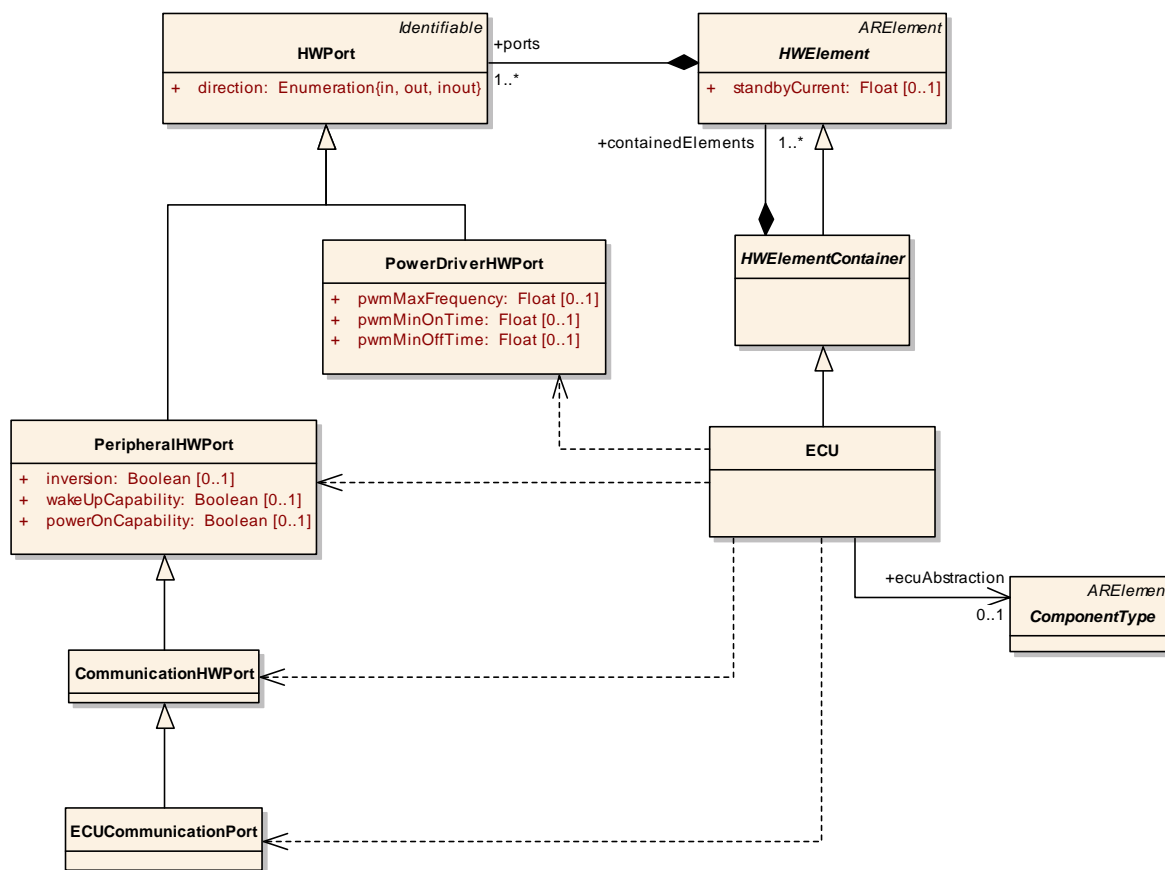 Identifiable
HWPort
+ direction: Enumeration{in, out, inout}
+ports
1..*
ARElement
HWElement
+ standbyCurrent: Float [0..1]
+containedElements
1..*
HWElementContainer
PowerDriverHWPort
+ pwmMaxFrequency: Float [0..1]
+ pwmMinOnTime: Float [0..1]
+ pwmMinOffTime: Float [0..1]
PeripheralHWPort
+ inversion: Boolean [0..1]
+ wakeUpCapability: Boolean [0..1]
+ powerOnCapability: Boolean [0..1]
ECU
+ecuAbstraction
0..1
ARElemen
ComponentType
CommunicationHWPort
ECUCommunicationPort